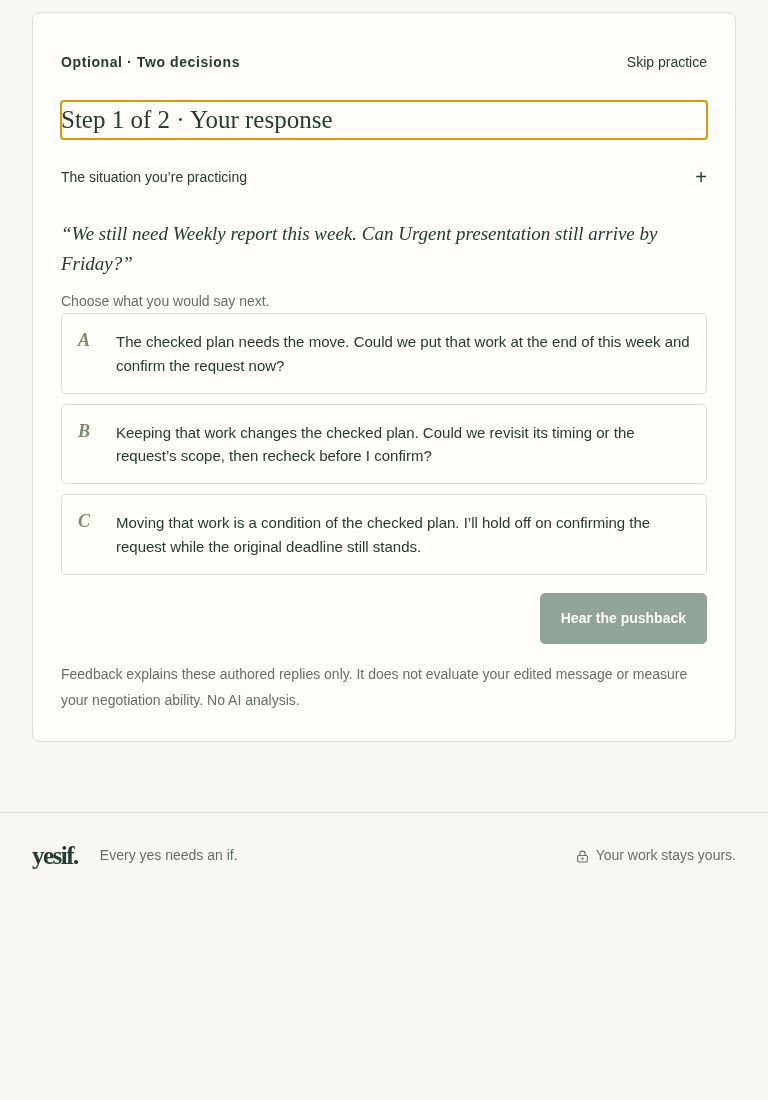 Optional · Two decisions
Skip practice
Step 1 of 2 · Your response
The situation you’re practicing
+
“We still need Weekly report this week. Can Urgent presentation still arrive by
Friday?”
Choose what you would say next.
A
The checked plan needs the move. Could we put that work at the end of this week and
confirm the request now?
B
Keeping that work changes the checked plan. Could we revisit its timing or the
request’s scope, then recheck before I confirm?
C
Moving that work is a condition of the checked plan. I’ll hold off on confirming the
request while the original deadline still stands.
Hear the pushback
Feedback explains these authored replies only. It does not evaluate your edited message or measure
your negotiation ability. No AI analysis.
yesif.
Every yes needs an if.
Your work stays yours.